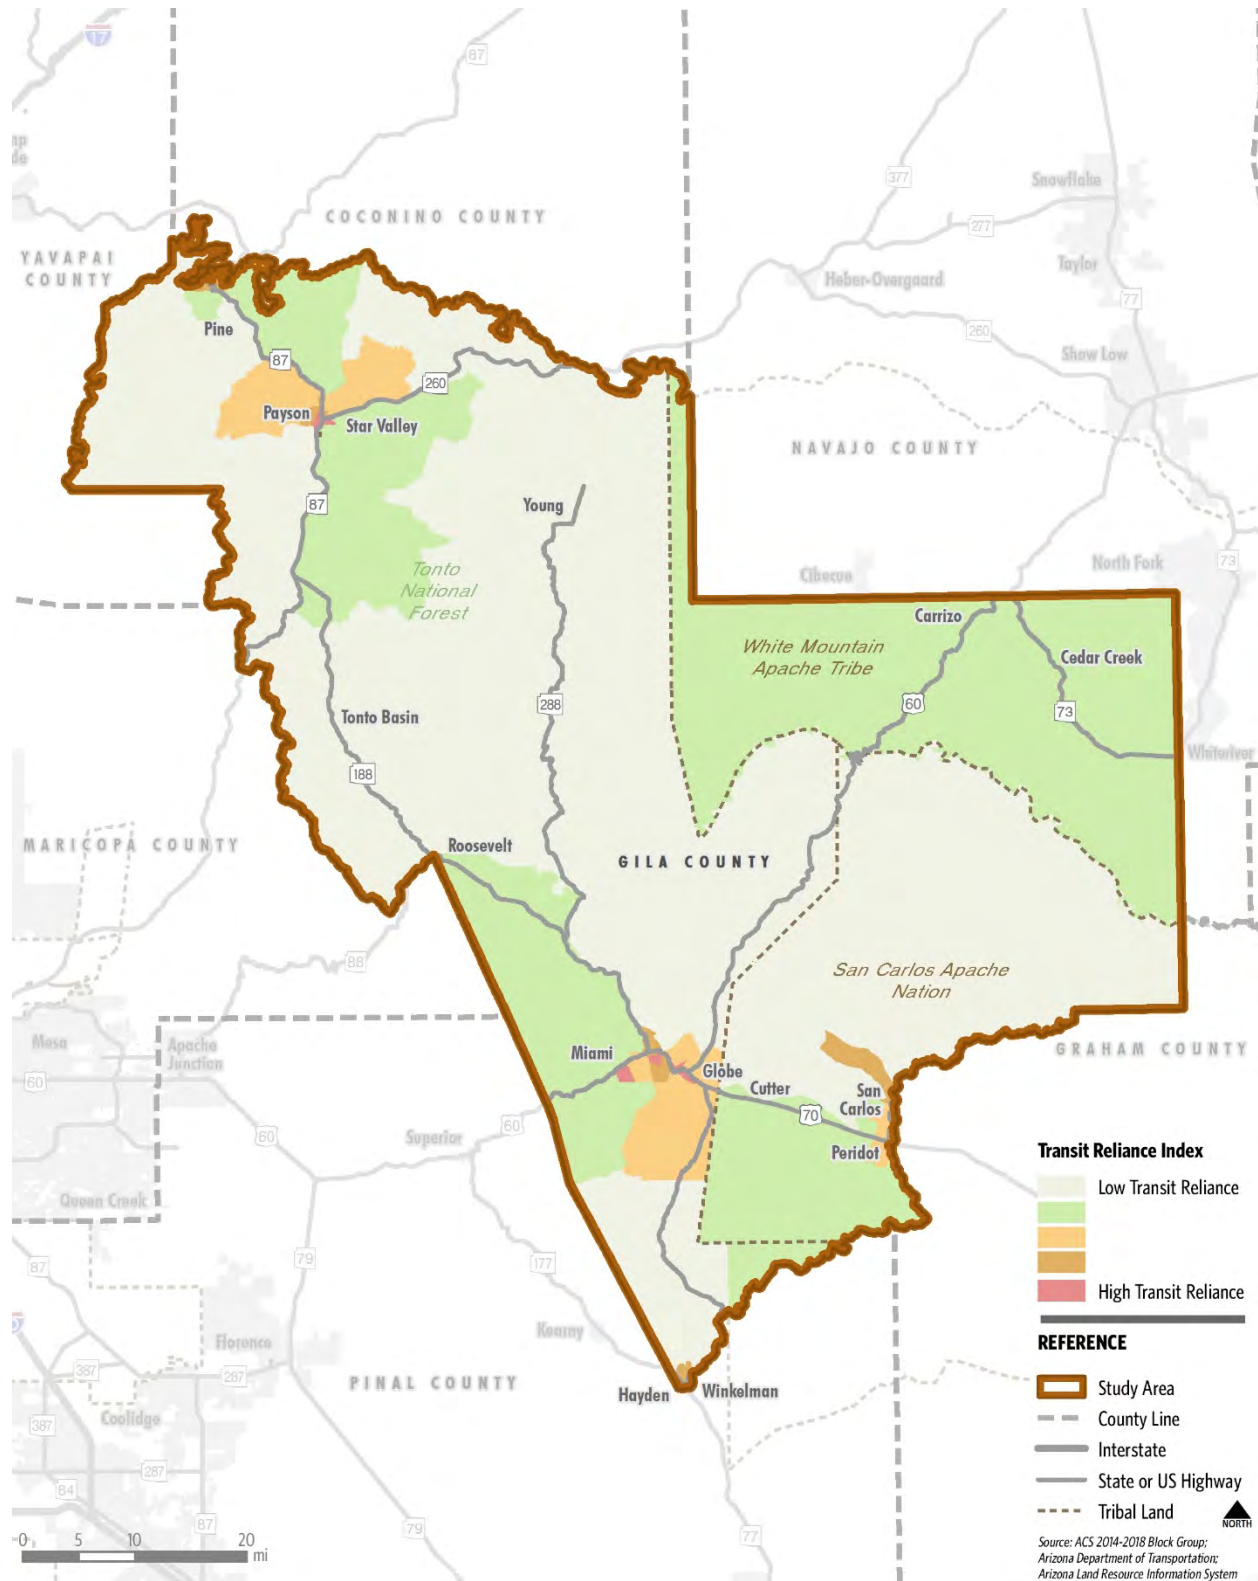 17
87
COCONINO COUNTY
YAVAPAI
COUNTY
377
Snowflake
277
Taylor
Heber-Overgaard
77
260
Show Low
Pine
87
260
Payson
Star Valley
NAVAJO COUNTY
87
Young
Tonto
National
Forest
Cibecue
North Fork
73
Carrizo
White Mountain
Apache Tribe
Cedar Creek
60
73
288
Tonto Basin
188
Whiteriver
MARICOPA COUNTY
Roosevelt
GILA COUNTY
88
San Carlos Apache
Nation
Mesa
Apache
Junction
60
Miami
Globe
GRAHAM COUNTY
Cutter
San
Carlos
70
60
60
Superior
Peridot
Queen Creek
79
87
177
Kearny
Florence
387
287
PINAL COUNTY
Hayden
Winkelman
Coolidge
387
287
84
87
79
77
Transit Reliance Index
Low Transit Reliance
High Transit Reliance
REFERENCE
Study Area
County Line
Interstate
State or US Highway
Tribal Land
NORTH
0 5 10 20
mi
Source: ACS 2014-2018 Block Group;
Arizona Department of Transportation;
Arizona Land Resource Information System